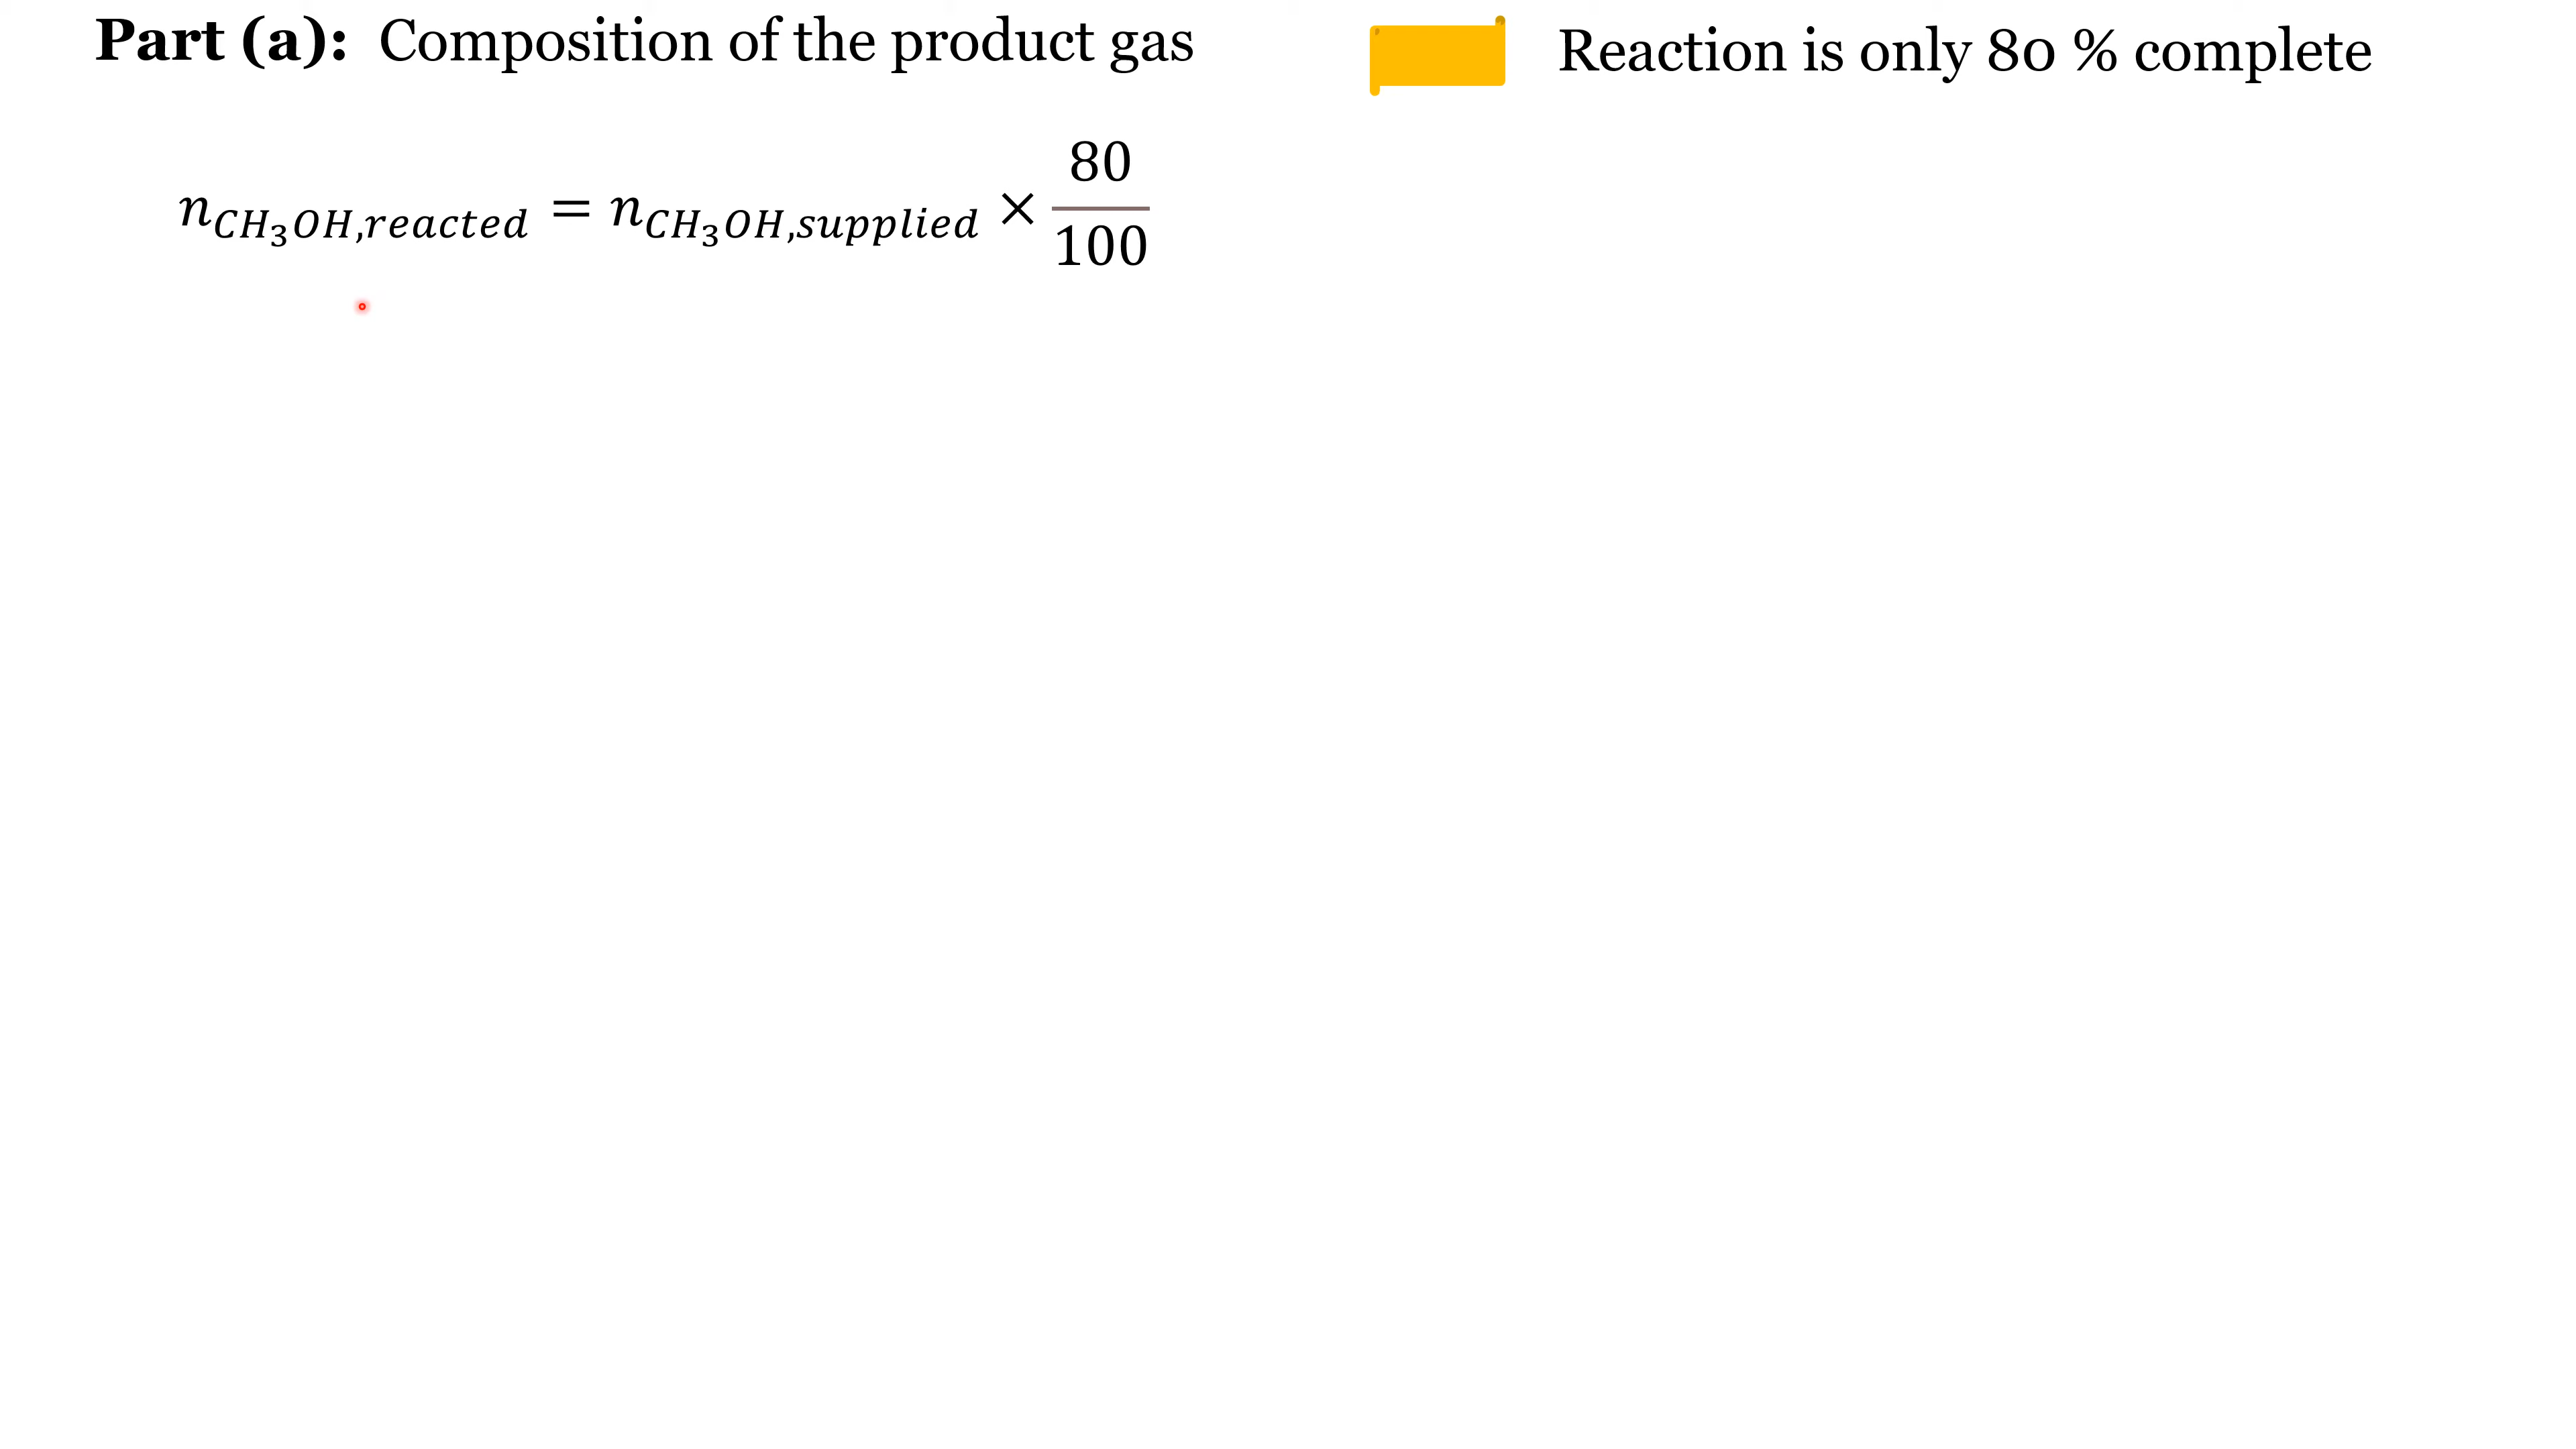 Part (a): Composition of the product gas
Reaction is only 80 % complete
n_{CH_3OH,reacted} = n_{CH_3OH,supplied} × \frac{80}{100}